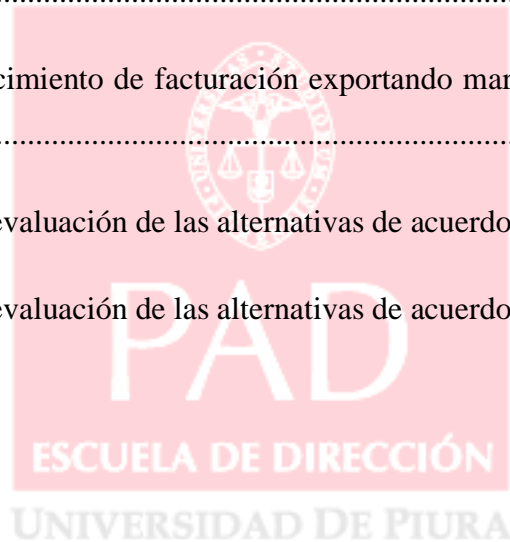 ...............................................................
cimiento de facturación exportando mar
...............................................................
evaluación de las alternativas de acuerdo
evaluación de las alternativas de acuerdo
PAD
ESCUELA DE DIRECCIÓN
UNIVERSIDAD DE PIURA